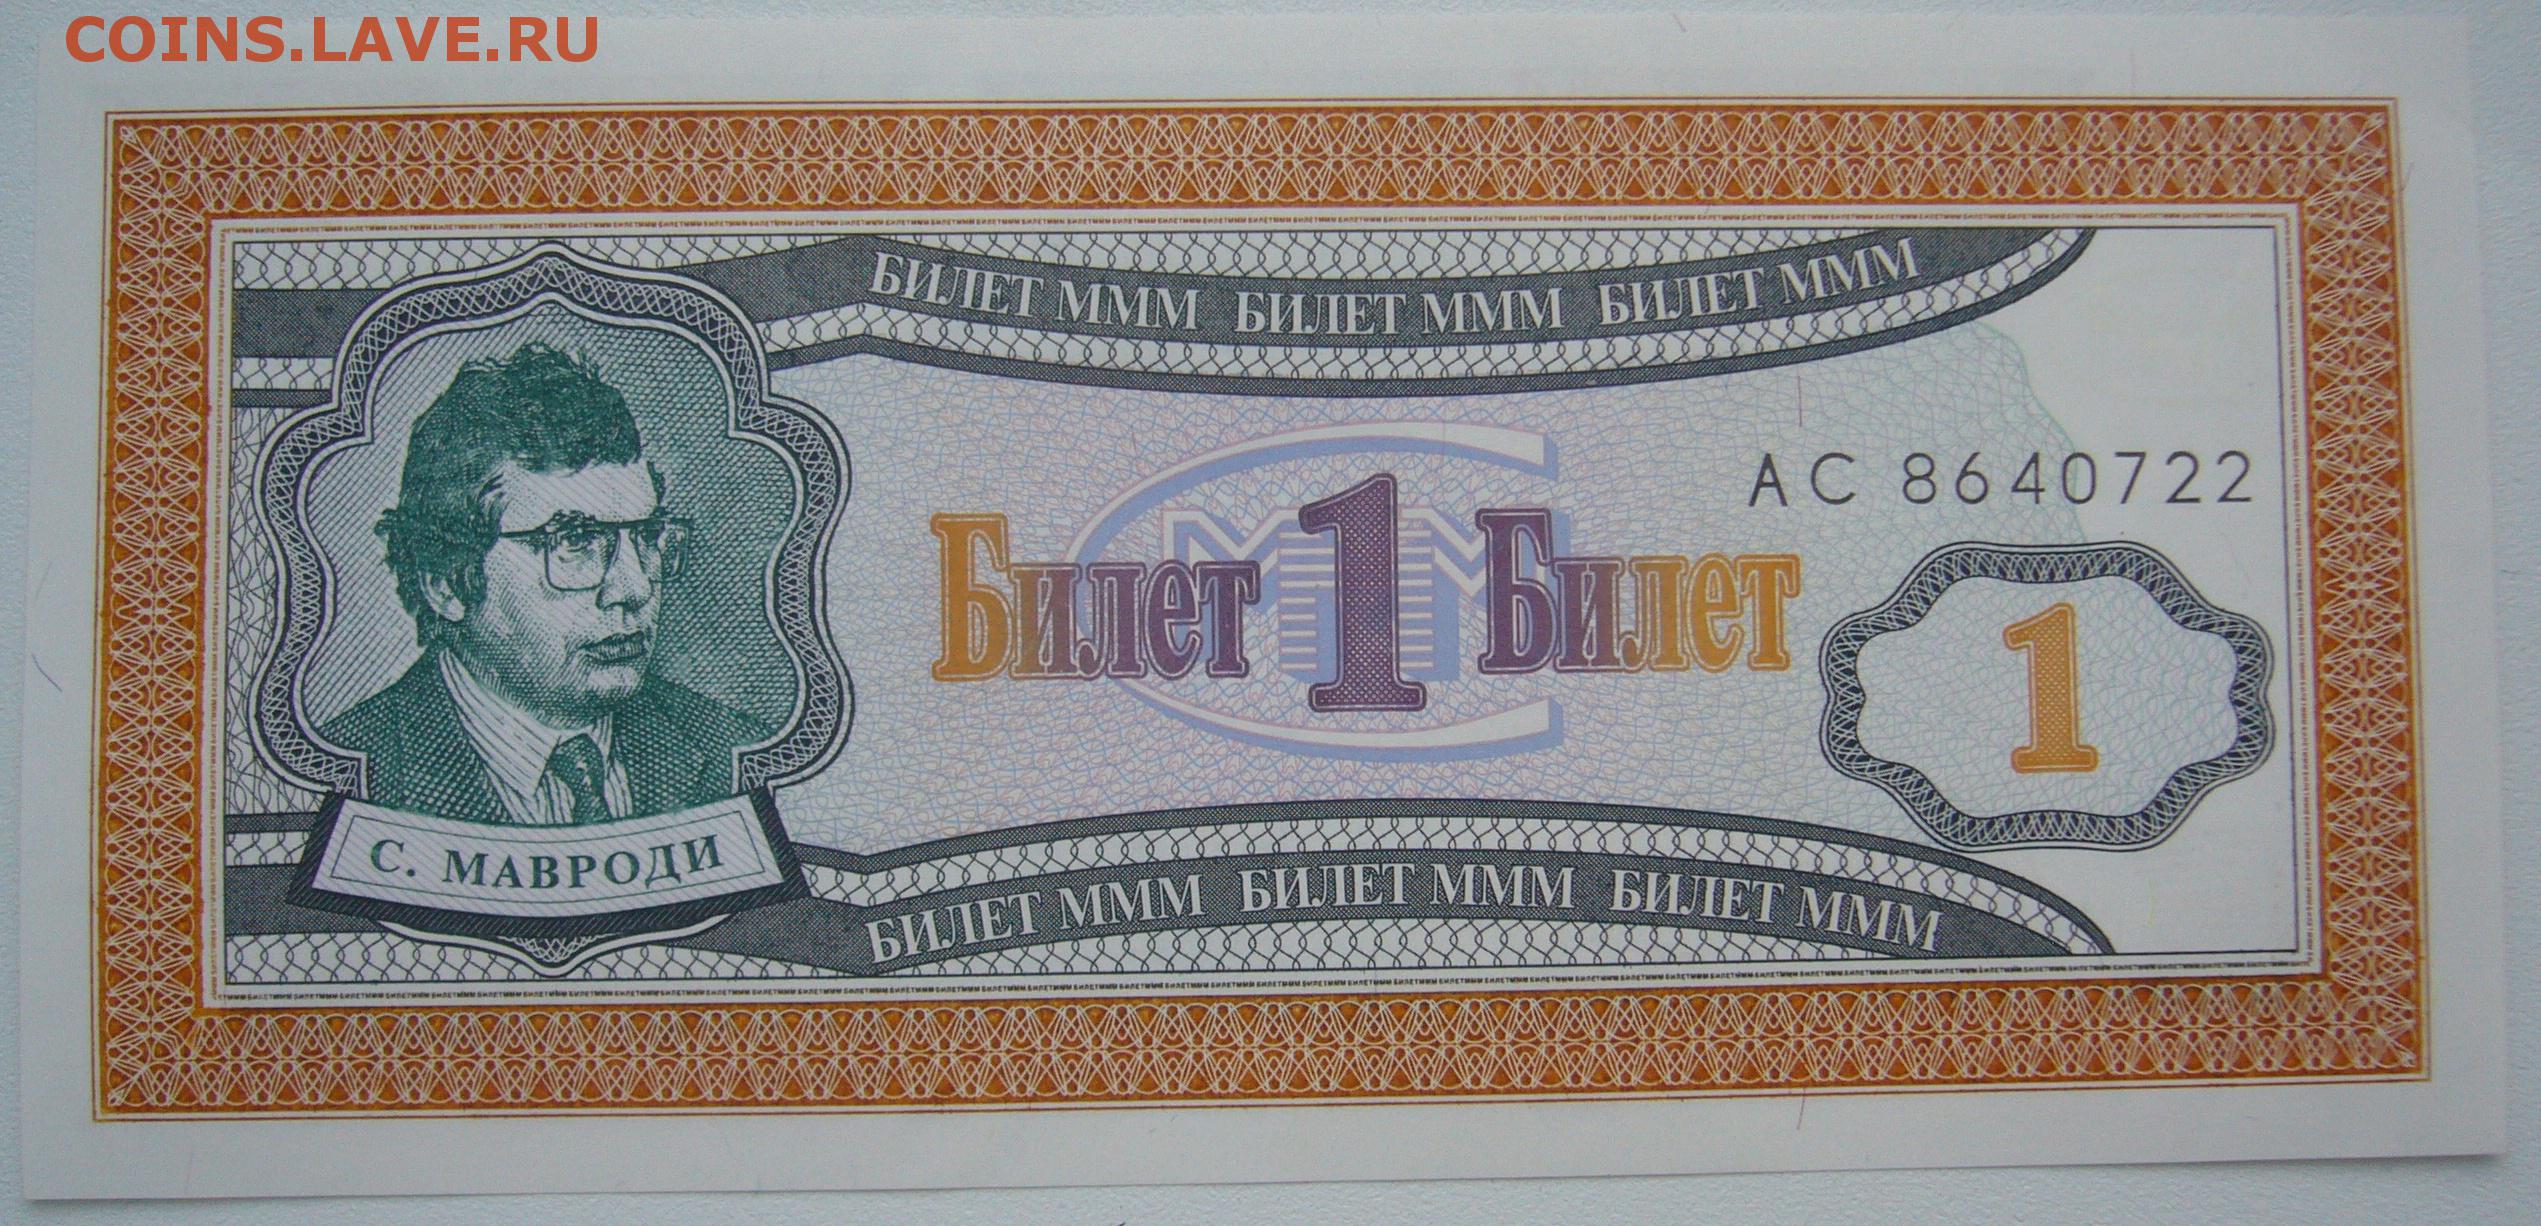 COINS.LAVE.RU
БИЛЕТ МММ БИЛЕТ МММ БИЛЕТ МММ
АС 8640722
Билет 1 Билет
1
С. МАВРОДИ
БИЛЕТ МММ БИЛЕТ МММ БИЛЕТ МММ